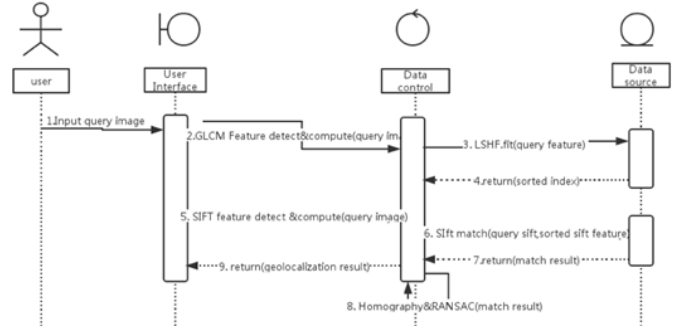 user
User
Interface
Data
control
Data
source
1.Input query image
2.GLCM Feature detect&compute(query im
3. LSHF.fit(query feature)
4.return(sorted index)
5. SIFT feature detect &compute(query image)
6. SIft match(query sift,sorted sift feature)
7.return(match result)
9. return(geolocalization result)
8. Homography&RANSAC(match result)